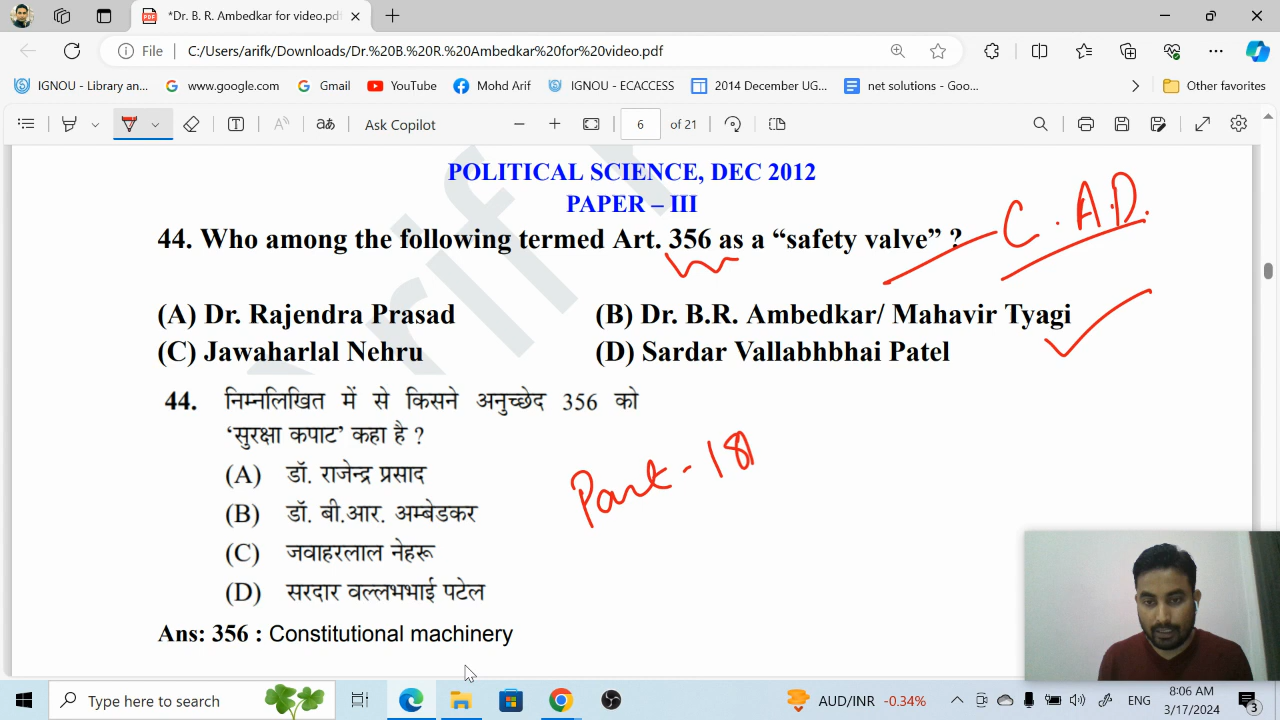 *Dr. B. R. Ambedkar for video.pdf
File C:/Users/arifk/Downloads/Dr.%20B.%20R.%20Ambedkar%20for%20video.pdf
IGNOU - Library an... www.google.com Gmail YouTube Mohd Arif IGNOU - ECACCESS 2014 December UG... net solutions - Goo... Other favorites
Ask Copilot 6 of 21
POLITICAL SCIENCE, DEC 2012
PAPER – III
44. Who among the following termed Art. 356 as a “safety valve” ?
C.A.D.
(A) Dr. Rajendra Prasad (B) Dr. B.R. Ambedkar/ Mahavir Tyagi
(C) Jawaharlal Nehru (D) Sardar Vallabhbhai Patel
44. निम्नलिखित में से किसने अनुच्छेद 356 को
‘सुरक्षा कपाट’ कहा है ?
(A) डॉ. राजेन्द्र प्रसाद
Part - 18
(B) डॉ. बी.आर. अम्बेडकर
(C) जवाहरलाल नेहरू
(D) सरदार वल्लभभाई पटेल
Ans: 356 : Constitutional machinery
Type here to search AUD/INR -0.34% ENG 8:06 AM
3/17/2024 3